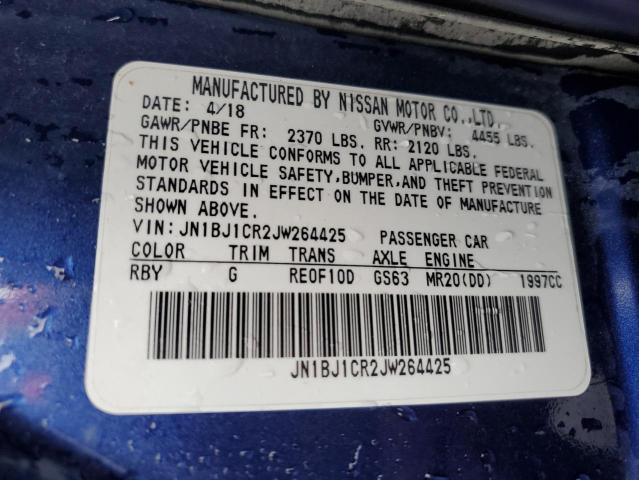 MANUFACTURED BY NISSAN MOTOR CO.,LTD.
DATE: 4/18 GVWR/PNBV: 4455 LBS.
GAWR/PNBE FR: 2370 LBS. RR: 2120 LBS.
THIS VEHICLE CONFORMS TO ALL APPLICABLE FEDERAL
MOTOR VEHICLE SAFETY,BUMPER,AND THEFT PREVENTION
STANDARDS IN EFFECT ON THE DATE OF MANUFACTURE
SHOWN ABOVE.
VIN:JN1BJ1CR2JW264425 PASSENGER CAR
COLOR TRIM TRANS AXLE ENGINE
RBY G RE0F10D GS63 MR20(DD) 1997CC
JN1BJ1CR2JW264425